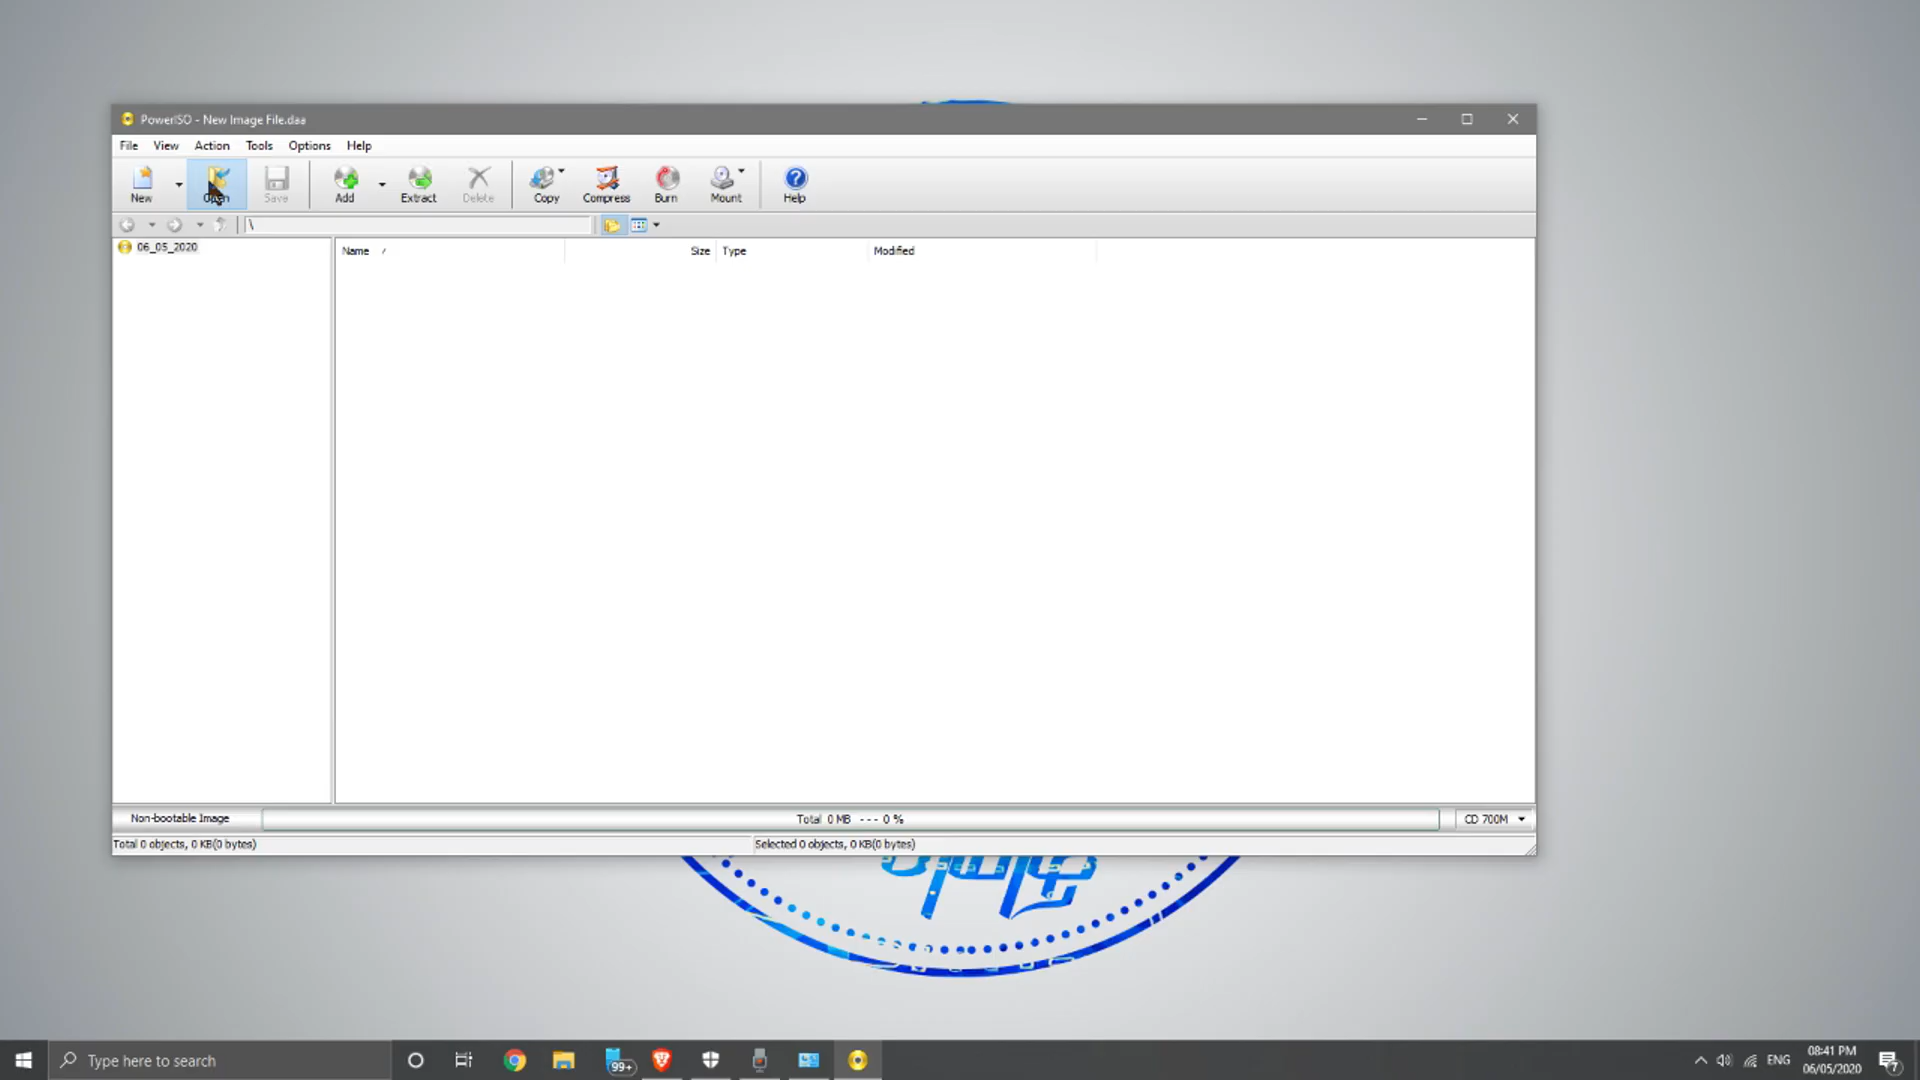 PowerISO - New Image File.daa
File View Action Tools Options Help
New Open Save Add Extract Delete Copy Compress Burn Mount Help
\
06_05_2020
Name Size Type Modified
Non-bootable Image Total 0 MB --- 0 % CD 700M
Total 0 objects, 0 KB(0 bytes) Selected 0 objects, 0 KB(0 bytes)
Type here to search 99+ ENG 08:41 PM
06/05/2020 7